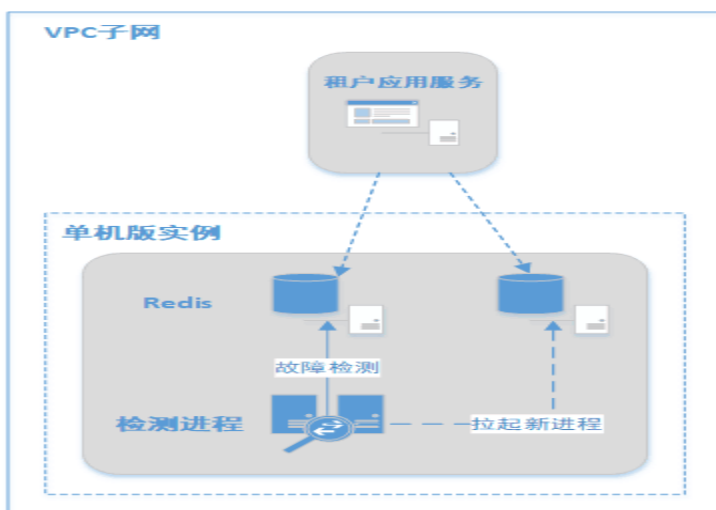 VPC子网
租户应用服务
单机版实例
Redis
故障检测
检测进程
拉起新进程